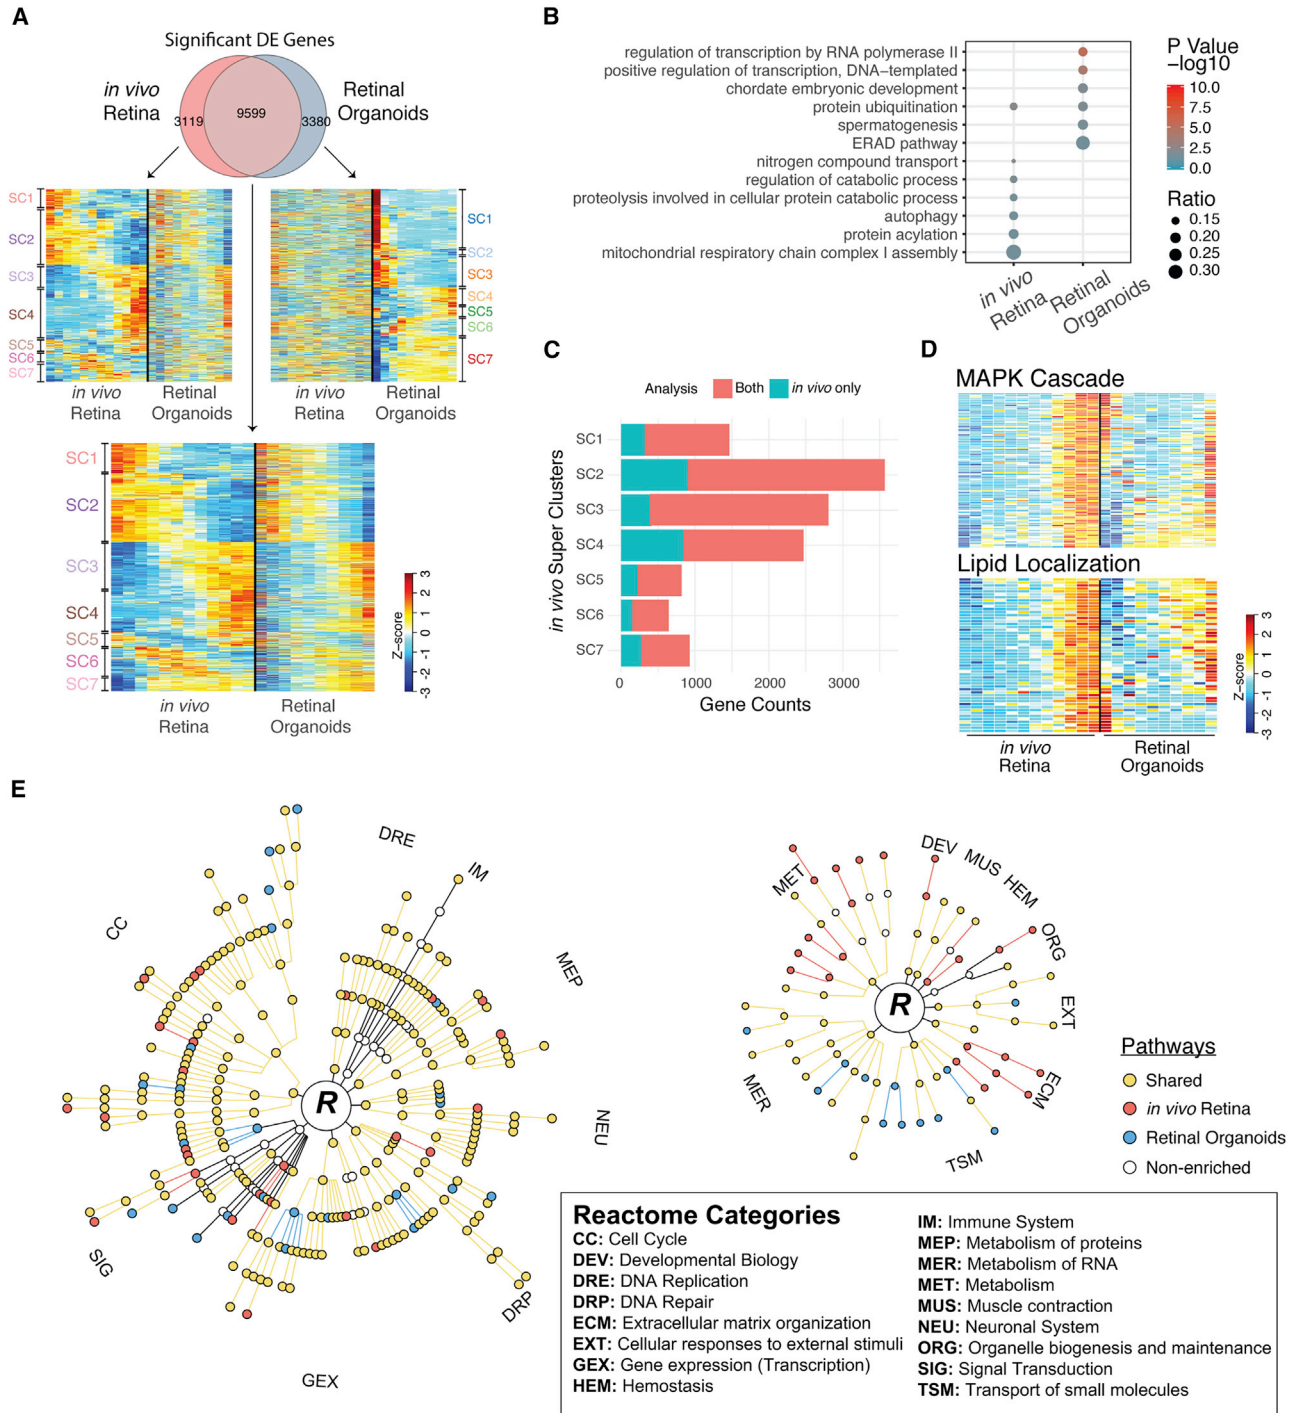 A
Significant DE Genes
in vivo
Retina
Retinal
Organoids
3119
9599
3380
SC1
SC2
SC3
SC4
SC5
SC6
SC7
SC1
SC2
SC3
SC4
SC5
SC6
SC7
in vivo
Retina
Retinal
Organoids
in vivo
Retina
Retinal
Organoids
SC1
SC2
SC3
SC4
SC5
SC6
SC7
Z-score
3
2
1
0
-1
-2
-3
in vivo
Retina
Retinal
Organoids
B
regulation of transcription by RNA polymerase II
positive regulation of transcription, DNA-templated
chordate embryonic development
protein ubiquitination
spermatogenesis
ERAD pathway
nitrogen compound transport
regulation of catabolic process
proteolysis involved in cellular protein catabolic process
autophagy
protein acylation
mitochondrial respiratory chain complex I assembly
in vivo
Retina
Retinal
Organoids
P Value
-log10
10.0
7.5
5.0
2.5
0.0
Ratio
0.15
0.20
0.25
0.30
C
Analysis
Both
in vivo only
in vivo Super Clusters
SC1
SC2
SC3
SC4
SC5
SC6
SC7
0
1000
2000
3000
Gene Counts
D
MAPK Cascade
Lipid Localization
Z-score
3
2
1
0
-1
-2
-3
in vivo
Retina
Retinal
Organoids
E
DRE
IM
CC
MEP
NEU
SIG
DRP
GEX
R
DEV
MUS
HEM
MET
ORG
EXT
ECM
MER
TSM
R
Pathways
Shared
in vivo Retina
Retinal Organoids
Non-enriched
Reactome Categories
CC: Cell Cycle
DEV: Developmental Biology
DRE: DNA Replication
DRP: DNA Repair
ECM: Extracellular matrix organization
EXT: Cellular responses to external stimuli
GEX: Gene expression (Transcription)
HEM: Hemostasis
IM: Immune System
MEP: Metabolism of proteins
MER: Metabolism of RNA
MET: Metabolism
MUS: Muscle contraction
NEU: Neuronal System
ORG: Organelle biogenesis and maintenance
SIG: Signal Transduction
TSM: Transport of small molecules